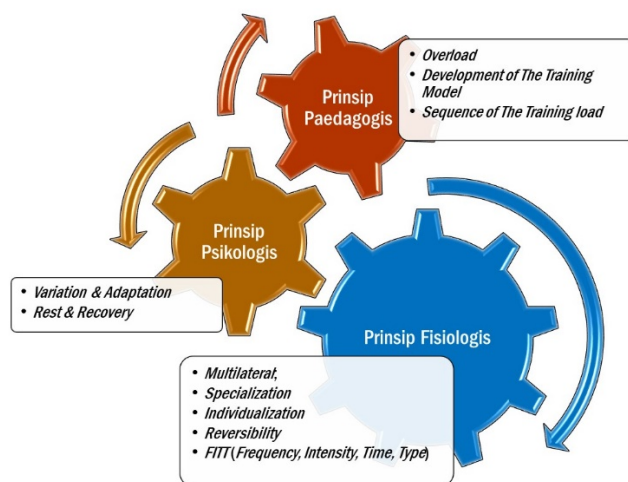 Prinsip
Paedagogis
• Overload
• Development of The Training
Model
• Sequence of The Training load
Prinsip
Psikologis
• Variation & Adaptation
• Rest & Recovery
Prinsip Fisiologis
• Multilateral;
• Specialization
• Individualization
• Reversibility
• FITT (Frequency, Intensity, Time, Type)